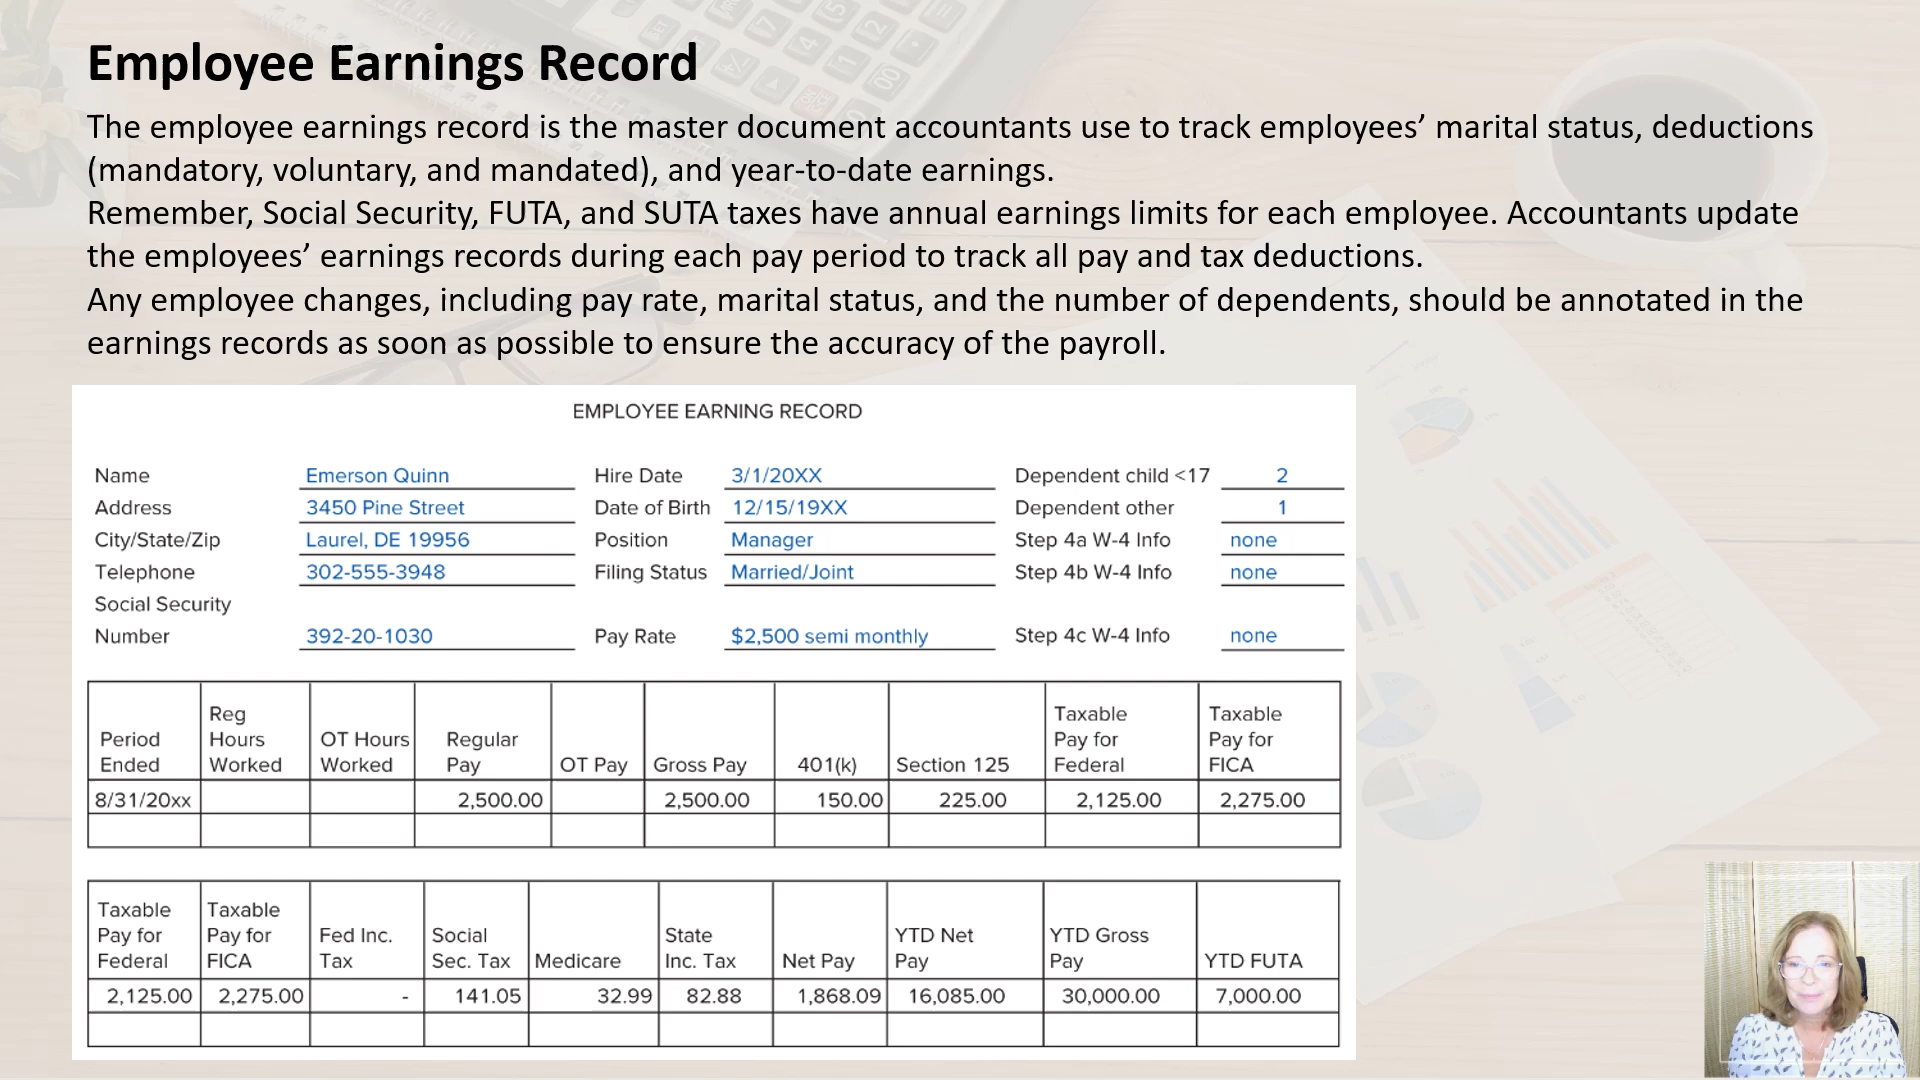 Employee Earnings Record
The employee earnings record is the master document accountants use to track employees’ marital status, deductions
(mandatory, voluntary, and mandated), and year-to-date earnings.
Remember, Social Security, FUTA, and SUTA taxes have annual earnings limits for each employee. Accountants update
the employees’ earnings records during each pay period to track all pay and tax deductions.
Any employee changes, including pay rate, marital status, and the number of dependents, should be annotated in the
earnings records as soon as possible to ensure the accuracy of the payroll.
EMPLOYEE EARNING RECORD
Name Emerson Quinn Hire Date 3/1/20XX Dependent child <17 2
Address 3450 Pine Street Date of Birth 12/15/19XX Dependent other 1
City/State/Zip Laurel, DE 19956 Position Manager Step 4a W-4 Info none
Telephone 302-555-3948 Filing Status Married/Joint Step 4b W-4 Info none
Social Security
Number 392-20-1030 Pay Rate $2,500 semi monthly Step 4c W-4 Info none
Reg Taxable Taxable
Period Hours OT Hours Regular Pay for Pay for
Ended Worked Worked Pay OT Pay Gross Pay 401(k) Section 125 Federal FICA
8/31/20xx 2,500.00 2,500.00 150.00 225.00 2,125.00 2,275.00
Taxable Taxable
Pay for Pay for Fed Inc. Social State YTD Net YTD Gross
Federal FICA Tax Sec. Tax Medicare Inc. Tax Net Pay Pay Pay YTD FUTA
2,125.00 2,275.00 - 141.05 32.99 82.88 1,868.09 16,085.00 30,000.00 7,000.00